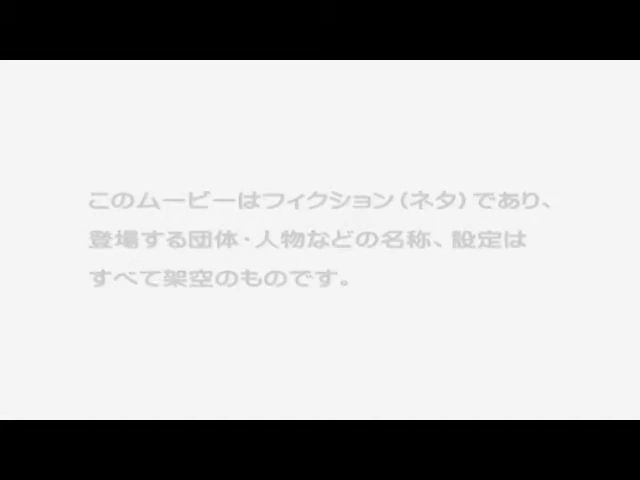 このムービーはフィクション（ネタ）であり、
登場する団体・人物などの名称、設定は
すべて架空のものです。